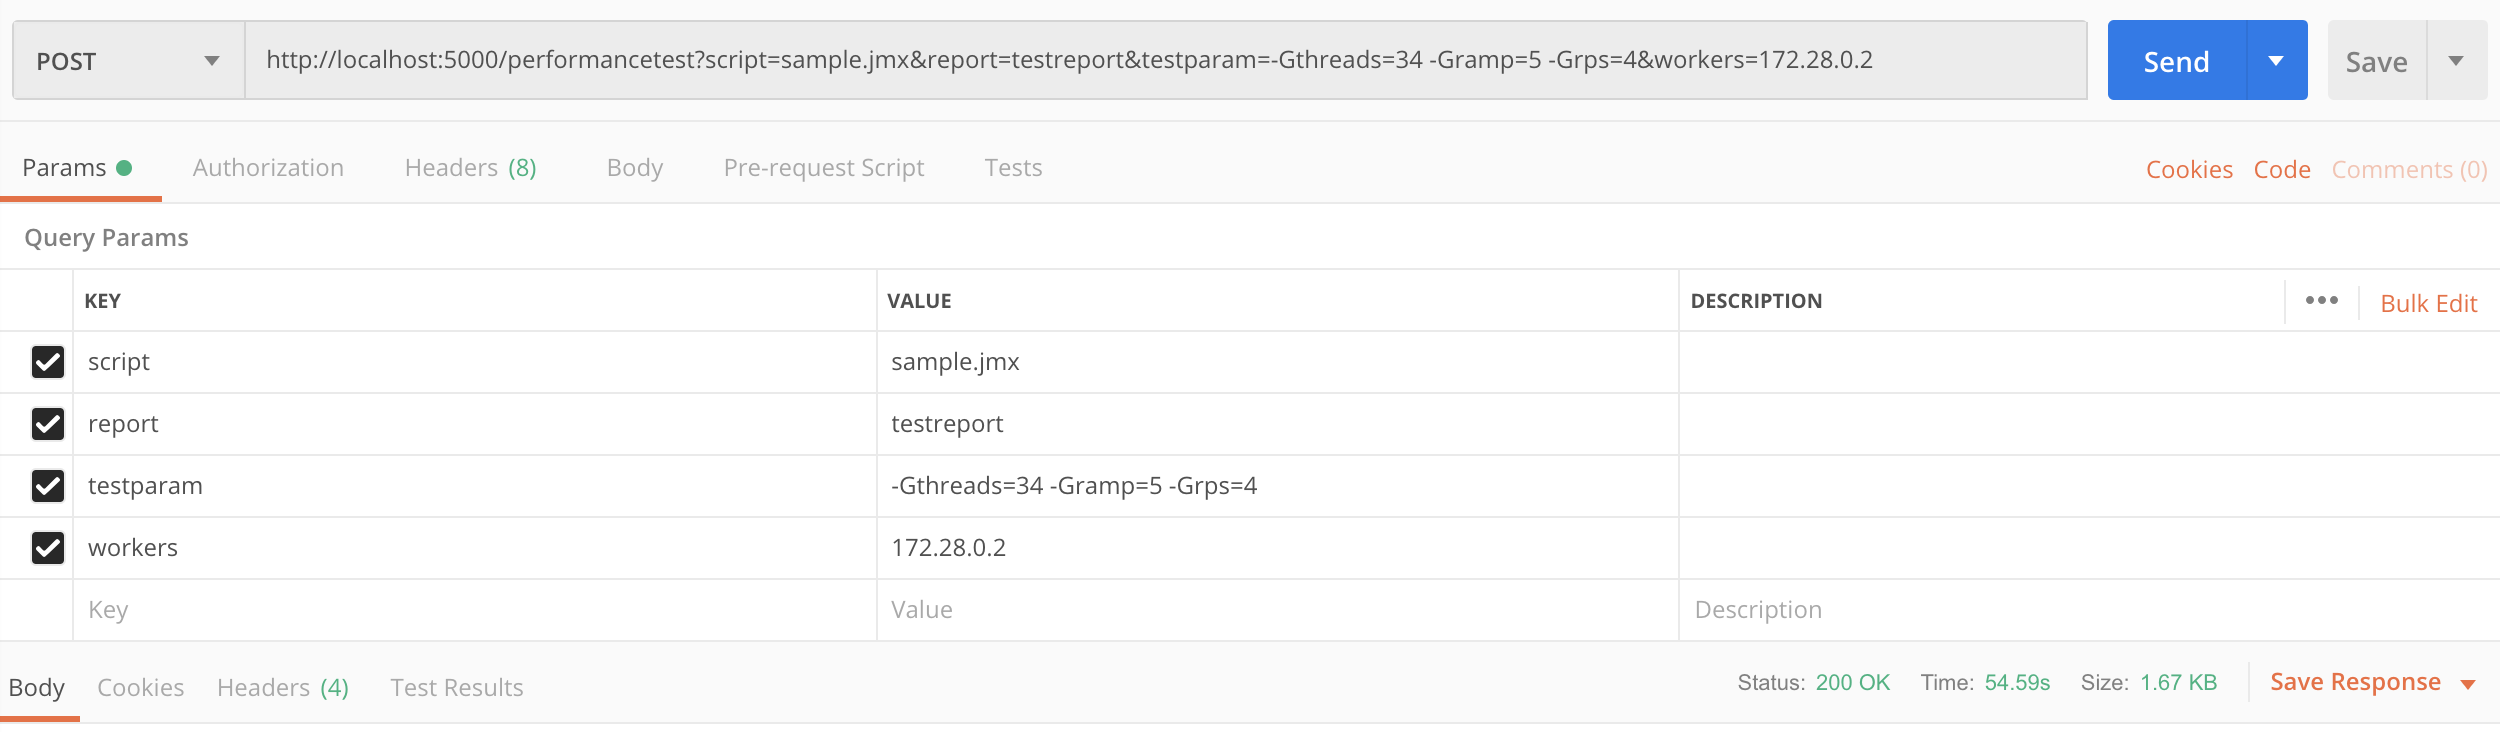 POST http://localhost:5000/performancetest?script=sample.jmx&report=testreport&testparam=-Gthreads=34 -Gramp=5 -Grps=4&workers=172.28.0.2 Send Save
Params Authorization Headers (8) Body Pre-request Script Tests Cookies Code Comments (0)
Query Params
KEY VALUE DESCRIPTION Bulk Edit
script sample.jmx
report testreport
testparam -Gthreads=34 -Gramp=5 -Grps=4
workers 172.28.0.2
Key Value Description
Body Cookies Headers (4) Test Results Status: 200 OK Time: 54.59s Size: 1.67 KB Save Response